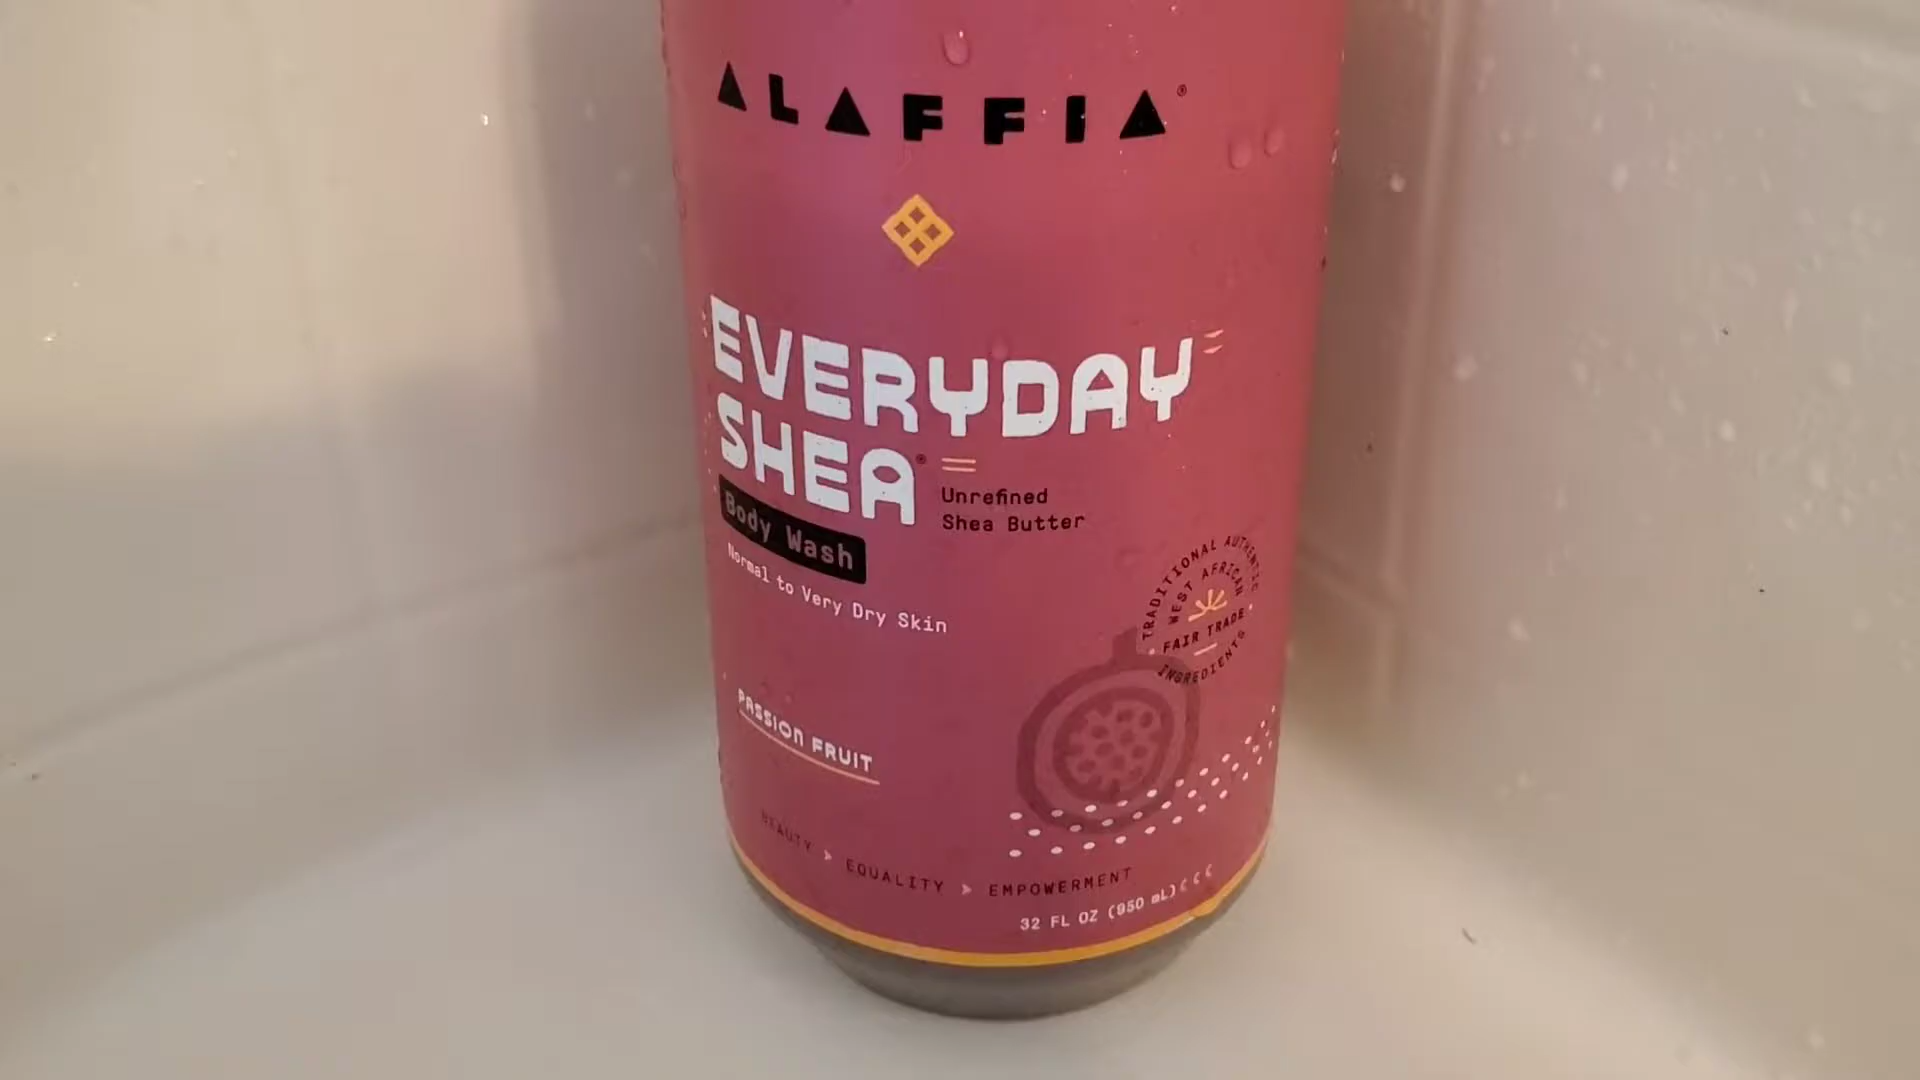 ALAFFIA®
EVERYDAY
SHEA®
Unrefined
Shea Butter
Body Wash
Normal to Very Dry Skin
TRADITIONAL AUTHENTIC
WEST AFRICAN
FAIR TRADE
INGREDIENTS
PASSION FRUIT
BEAUTY > EQUALITY > EMPOWERMENT
32 FL OZ (950 mL)